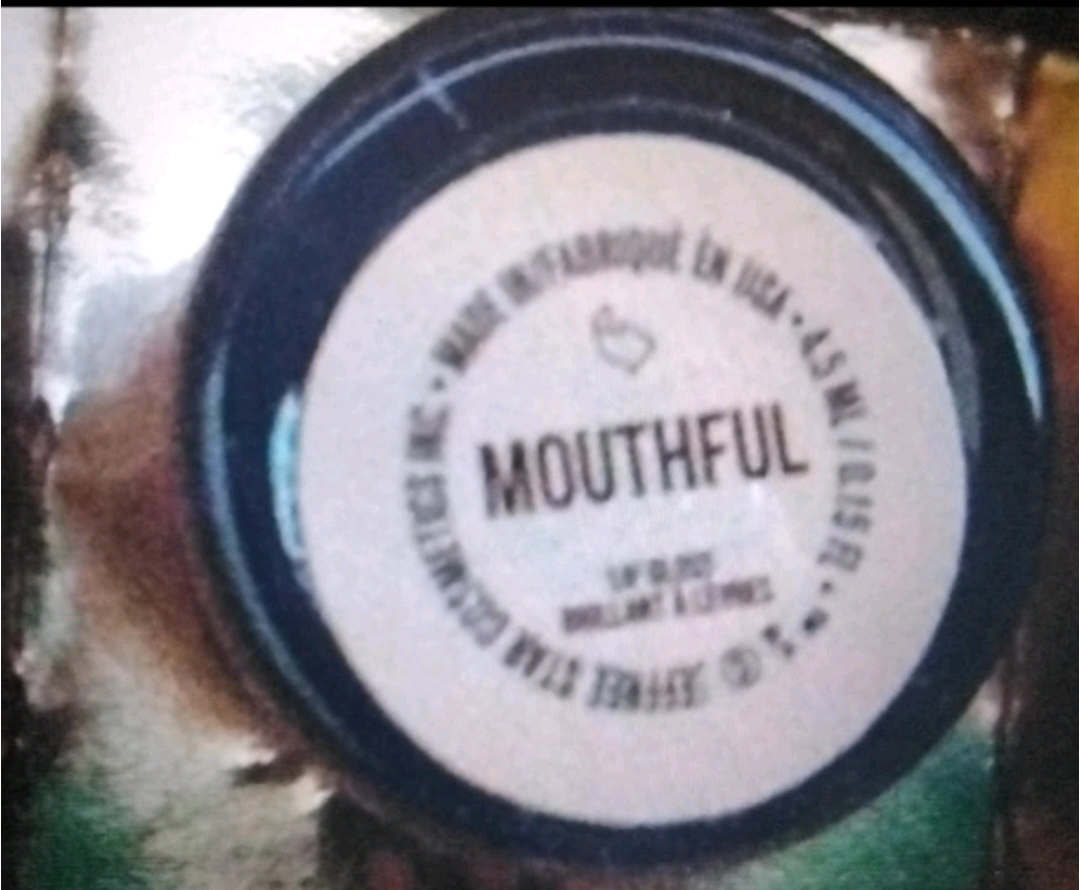 MADE IN/FABRIQUÉ EN USA • 4.5 ML / 0.15 FL •
© JEFFREE STAR COSMETICS INC •
MOUTHFUL
LIP GLOSS
BRILLANT À LÈVRES